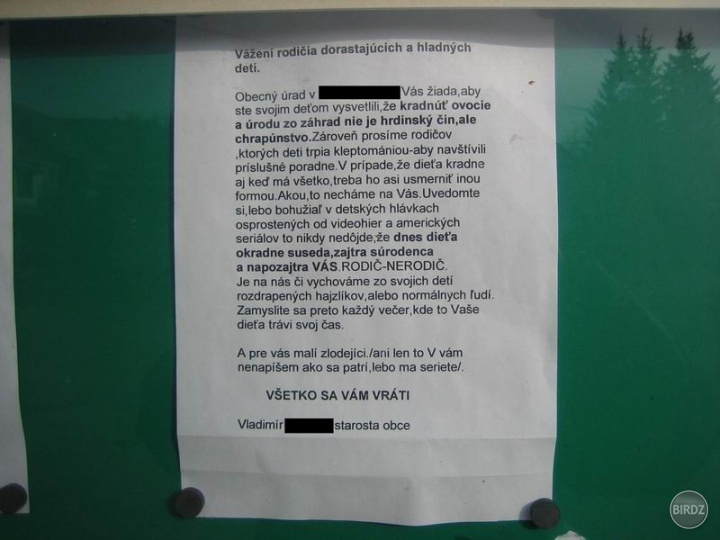 Vážení rodičia dorastajúcich a hladných
detí.
Obecný úrad v Vás žiada,aby
ste svojim deťom vysvetlili,že kradnúť ovocie
a úrodu zo záhrad nie je hrdinský čin,ale
chrapúnstvo.Zároveň prosíme rodičov
,ktorých deti trpia kleptomániou-aby navštívili
príslušné poradne.V prípade,že dieťa kradne
aj keď má všetko,treba ho asi usmerniť inou
formou.Akou,to necháme na Vás.Uvedomte
si,lebo bohužiaľ v detských hlávkach
osprostených od videohier a amerických
seriálov to nikdy nedôjde,že dnes dieťa
okradne suseda,zajtra súrodenca
a napozajtra VÁS.RODIČ-NERODIČ.
Je na nás či vychováme zo svojich detí
rozdrapených hajzlíkov,alebo normálnych ľudí.
Zamyslite sa preto každý večer,kde to Vaše
dieťa trávi svoj čas.
A pre vás malí zlodejíci./ani len to V vám
nenapíšem ako sa patrí,lebo ma seriete/.
VŠETKO SA VÁM VRÁTI
Vladimír starosta obce
BIRDZ